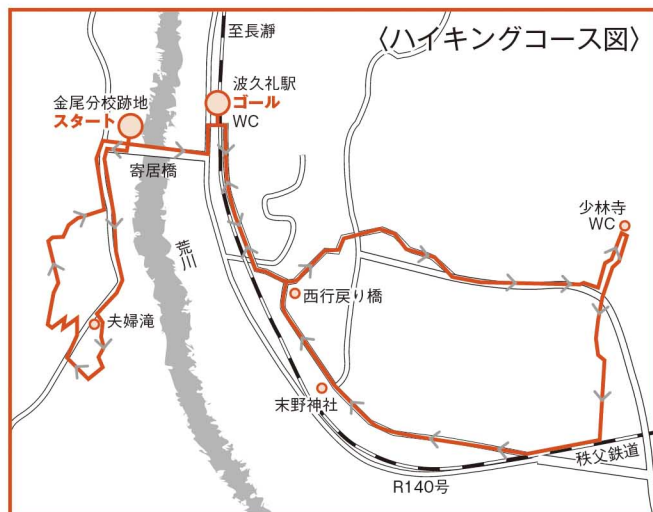 〈ハイキングコース図〉
至長瀞
波久礼駅
ゴール
WC
金尾分校跡地
スタート
寄居橋
荒川
少林寺
WC
西行戻り橋
夫婦滝
末野神社
秩父鉄道
R140号